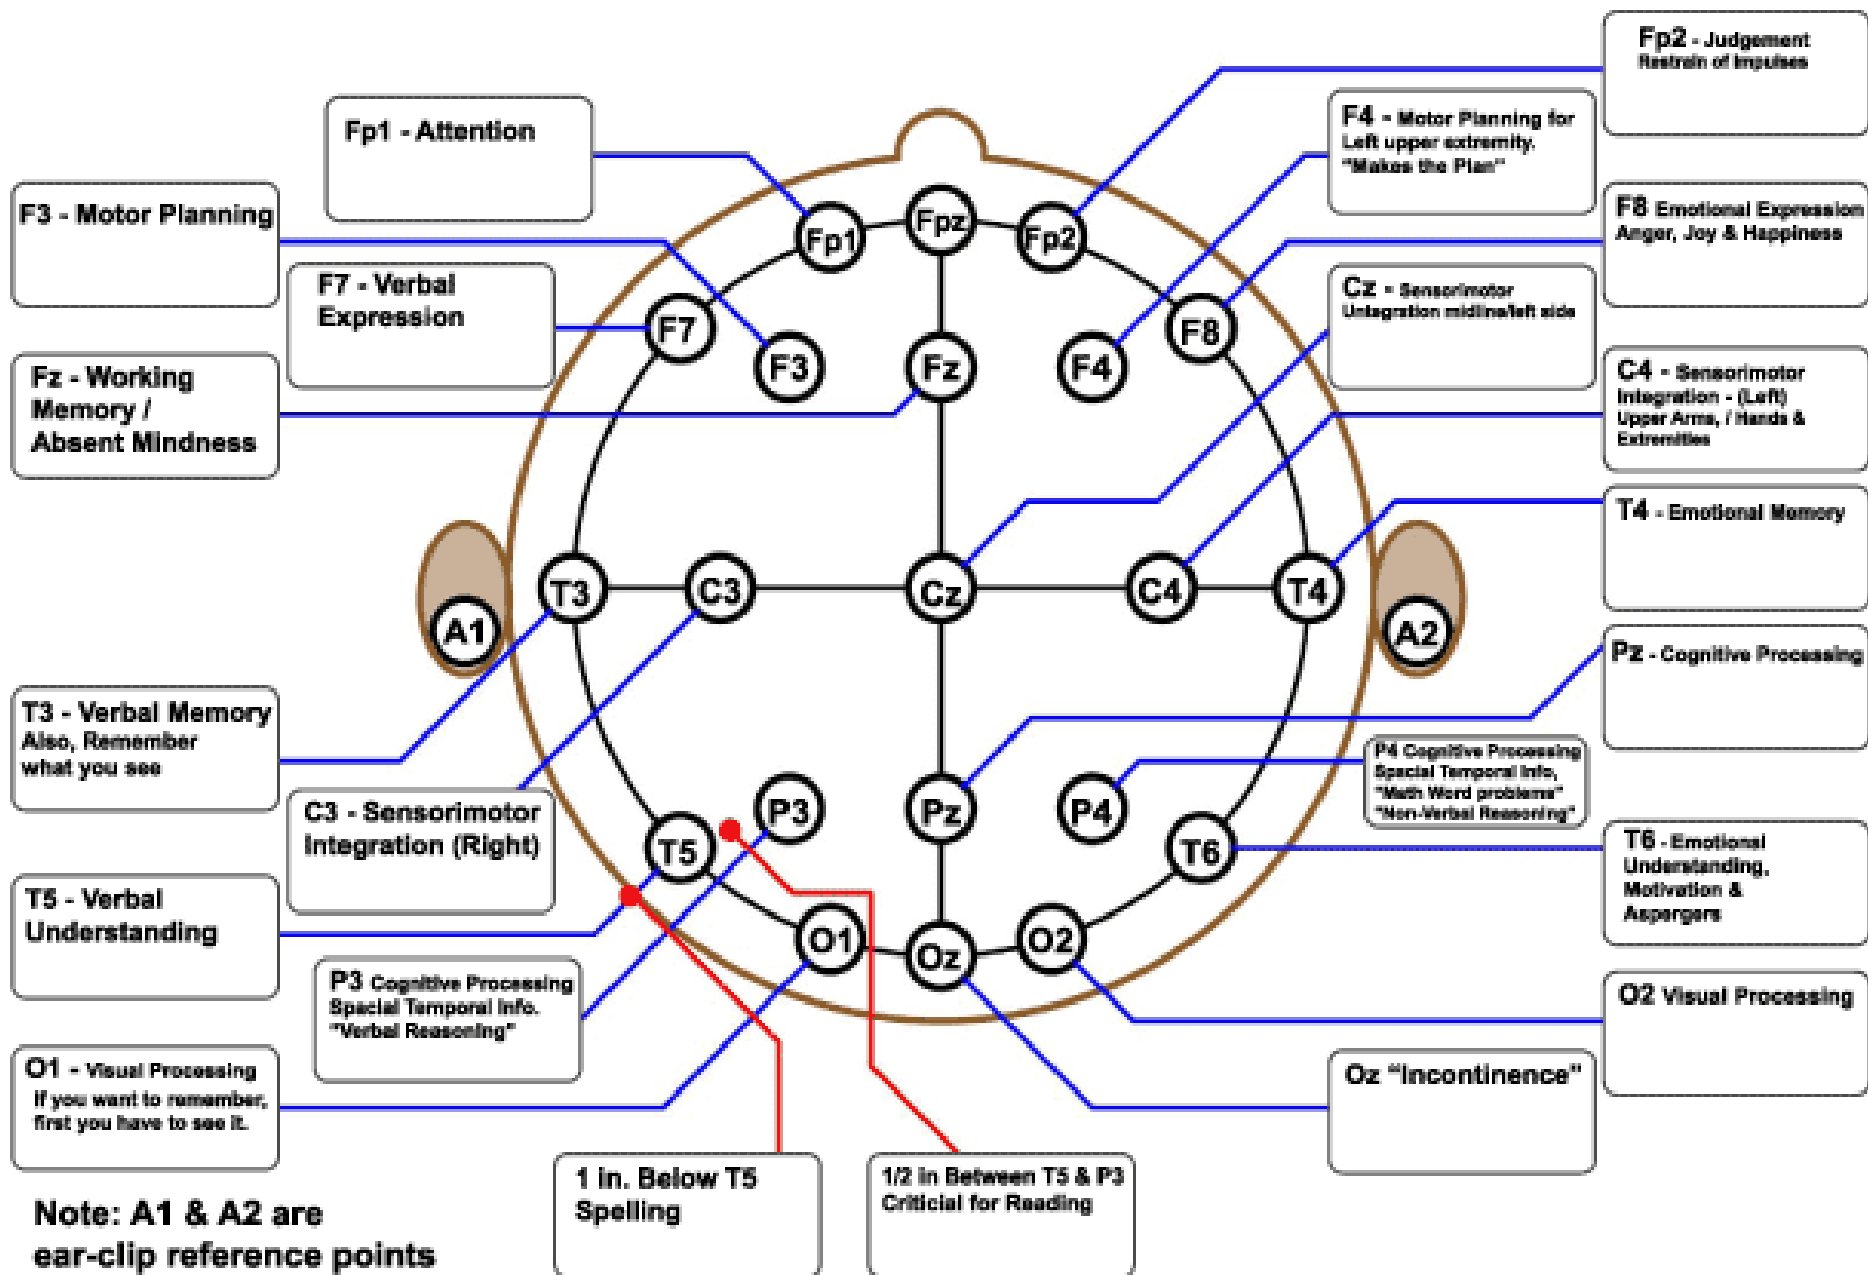 Fp2 - Judgement
Restrain of Impulses
F4 - Motor Planning for
Left upper extremity.
"Makes the Plan"
Fp1 - Attention
F3 - Motor Planning
F8 Emotional Expression
Anger, Joy & Happiness
F7 - Verbal
Expression
Cz - Sensorimotor
Untegration midline/left side
Fz - Working
Memory /
Absent Mindness
C4 - Sensorimotor
Integration - (Left)
Upper Arms, / Hands &
Extremities
T4 - Emotional Memory
Fp1
Fpz
Fp2
F7
F3
Fz
F4
F8
A1
T3
C3
Cz
C4
T4
A2
T5
P3
Pz
P4
T6
O1
Oz
O2
Pz - Cognitive Processing
T3 - Verbal Memory
Also, Remember
what you see
P4 Cognitive Processing
Spacial Temporal Info,
"Math Word problems"
"Non-Verbal Reasoning"
C3 - Sensorimotor
Integration (Right)
T6 - Emotional
Understanding,
Motivation &
Aspergers
T5 - Verbal
Understanding
P3 Cognitive Processing
Spacial Temporal Info.
"Verbal Reasoning"
O2 Visual Processing
O1 - Visual Processing
If you want to remember,
first you have to see it.
Oz "Incontinence"
1 in. Below T5
Spelling
1/2 in Between T5 & P3
Criticial for Reading
Note: A1 & A2 are
ear-clip reference points